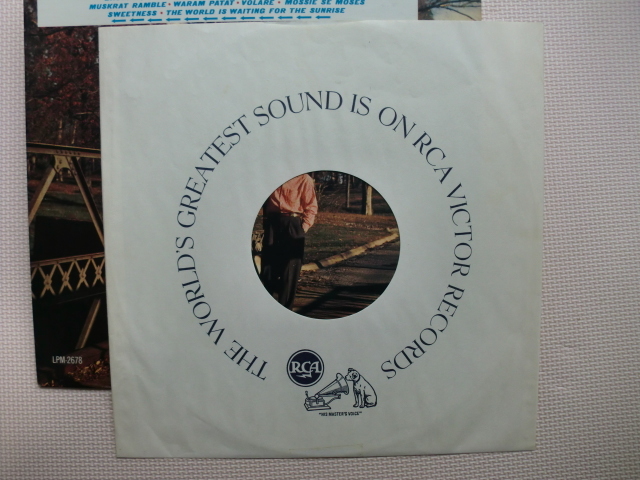 MUSKRAT RAMBLE • WARAM PATAT • VOLARE • MOSSIE SE MOSES
SWEETNESS • THE WORLD IS WAITING FOR THE SUNRISE
THE WORLD'S GREATEST SOUND IS ON RCA VICTOR RECORDS
LPM-2678
RCA
"HIS MASTER'S VOICE"